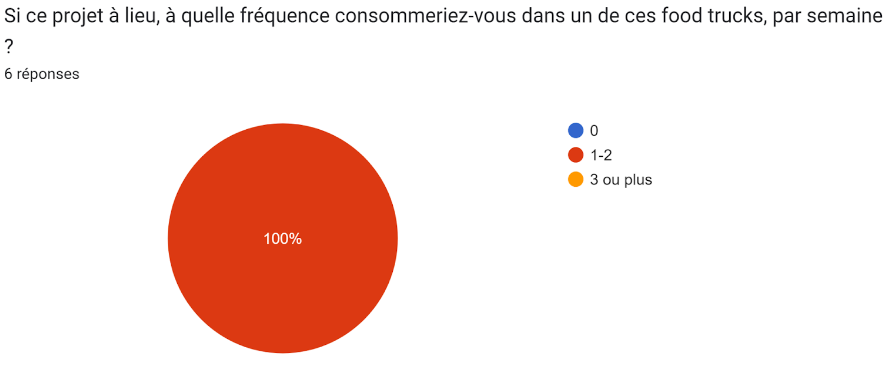 Si ce projet à lieu, à quelle fréquence consommeriez-vous dans un de ces food trucks, par semaine
?
6 réponses
0
1-2
3 ou plus
100%